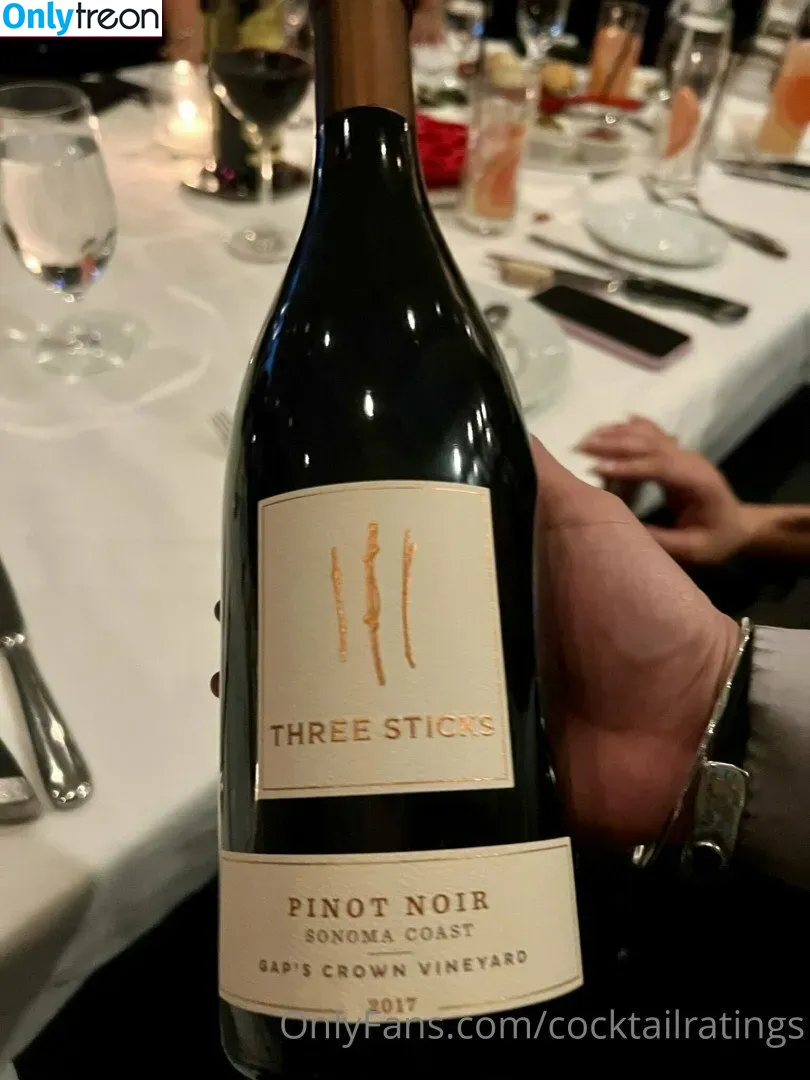 Onlytreon
THREE STICKS
PINOT NOIR
SONOMA COAST
GAP'S CROWN VINEYARD
2017
OnlyFans.com/cocktailratings